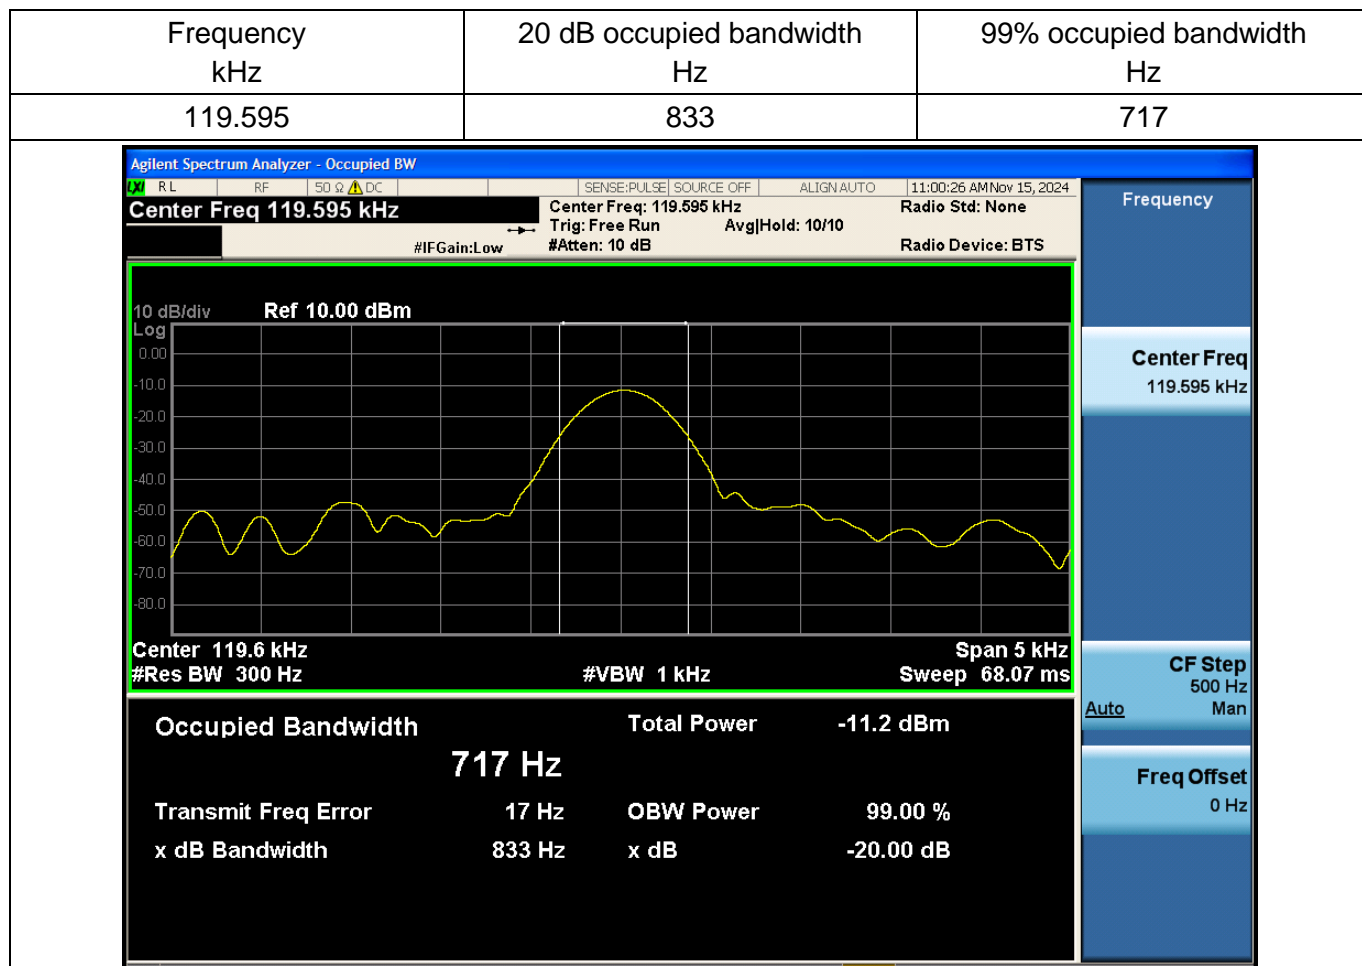 Frequency 20 dB occupied bandwidth 99% occupied bandwidth
kHz Hz Hz
119.595 833 717
Agilent Spectrum Analyzer - Occupied BW
LXI RL RF 50 Ω DC SENSE:PULSE SOURCE OFF ALIGN AUTO 11:00:26 AM Nov 15, 2024
Center Freq 119.595 kHz Center Freq: 119.595 kHz Radio Std: None
Trig: Free Run Avg|Hold: 10/10
#IFGain:Low #Atten: 10 dB Radio Device: BTS
10 dB/div Ref 10.00 dBm
Log
0.00
-10.0
-20.0
-30.0
-40.0
-50.0
-60.0
-70.0
-80.0
Center 119.6 kHz Span 5 kHz
#Res BW 300 Hz #VBW 1 kHz Sweep 68.07 ms
Occupied Bandwidth Total Power -11.2 dBm
717 Hz
Transmit Freq Error 17 Hz OBW Power 99.00 %
x dB Bandwidth 833 Hz x dB -20.00 dB
Frequency
Center Freq
119.595 kHz
CF Step
500 Hz
Auto Man
Freq Offset
0 Hz